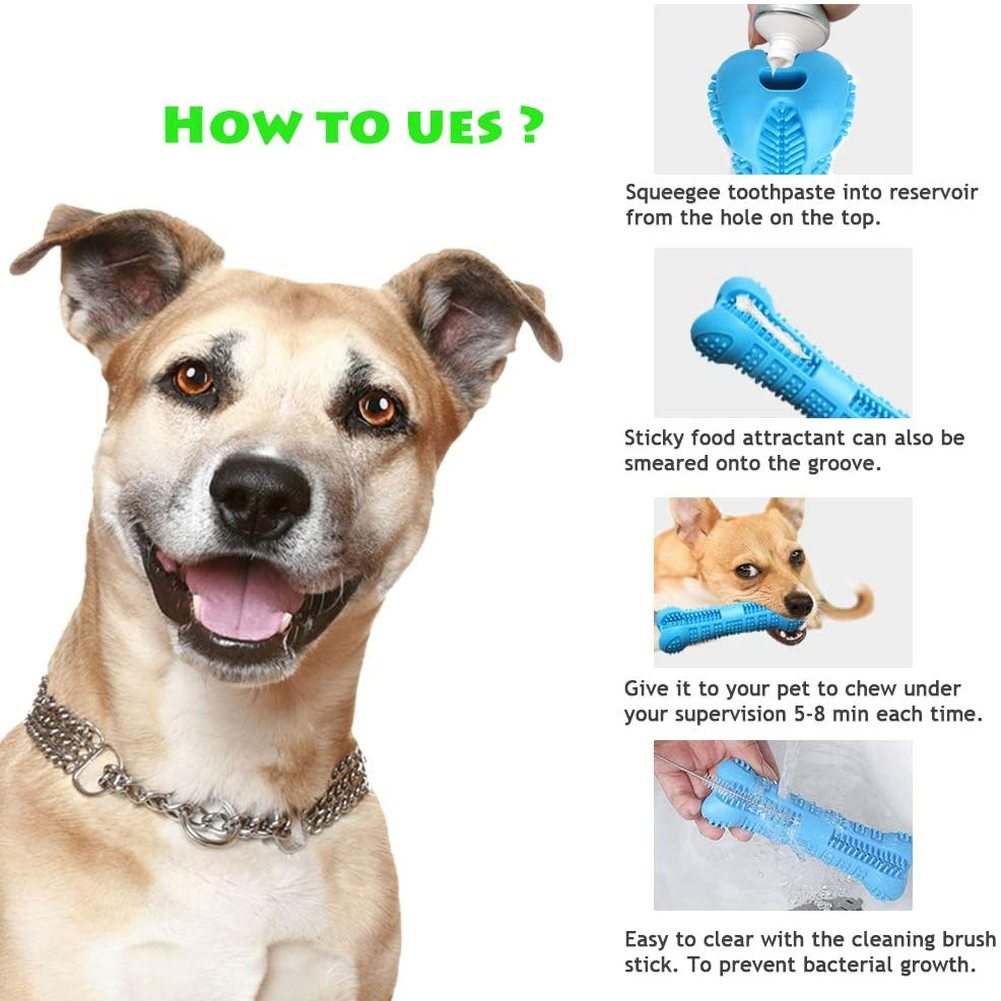 HOW TO UES ?
Squeegee toothpaste into reservoir
from the hole on the top.
Sticky food attractant can also be
smeared onto the groove.
Give it to your pet to chew under
your supervision 5-8 min each time.
Easy to clear with the cleaning brush
stick. To prevent bacterial growth.